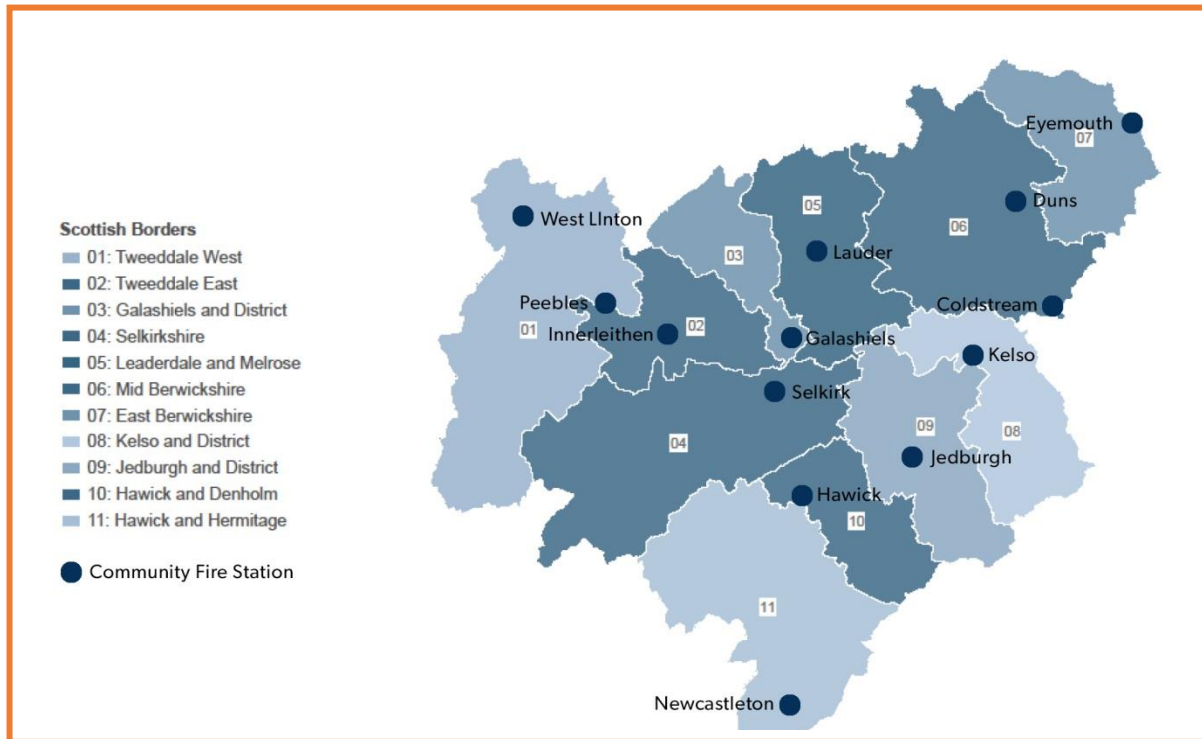 Scottish Borders
01: Tweeddale West
02: Tweeddale East
03: Galashiels and District
04: Selkirkshire
05: Leaderdale and Melrose
06: Mid Berwickshire
07: East Berwickshire
08: Kelso and District
09: Jedburgh and District
10: Hawick and Denholm
11: Hawick and Hermitage
Community Fire Station
Eyemouth
07
Duns
05
West LInton
06
03
Lauder
Peebles
Coldstream
01
Innerleithen
02
Galashiels
Kelso
Selkirk
09
08
04
Jedburgh
Hawick
10
11
Newcastleton